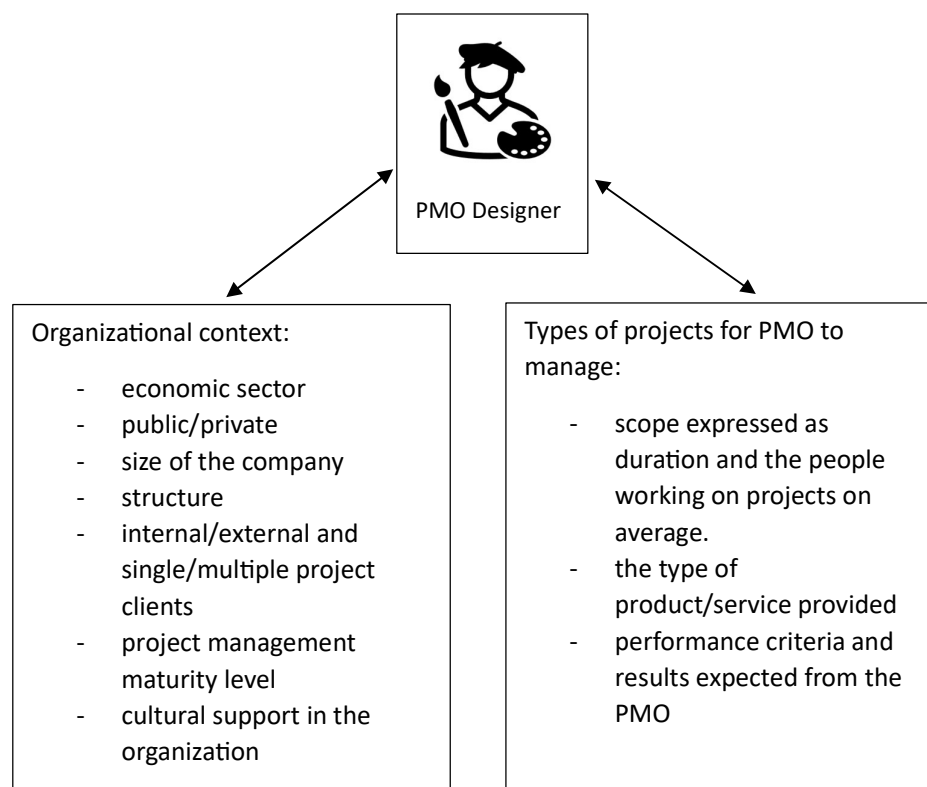 PMO Designer
Organizational context:
- economic sector
- public/private
- size of the company
- structure
- internal/external and
single/multiple project
clients
- project management
maturity level
- cultural support in the
organization
Types of projects for PMO to
manage:
- scope expressed as
duration and the people
working on projects on
average.
- the type of
product/service provided
- performance criteria and
results expected from the
PMO